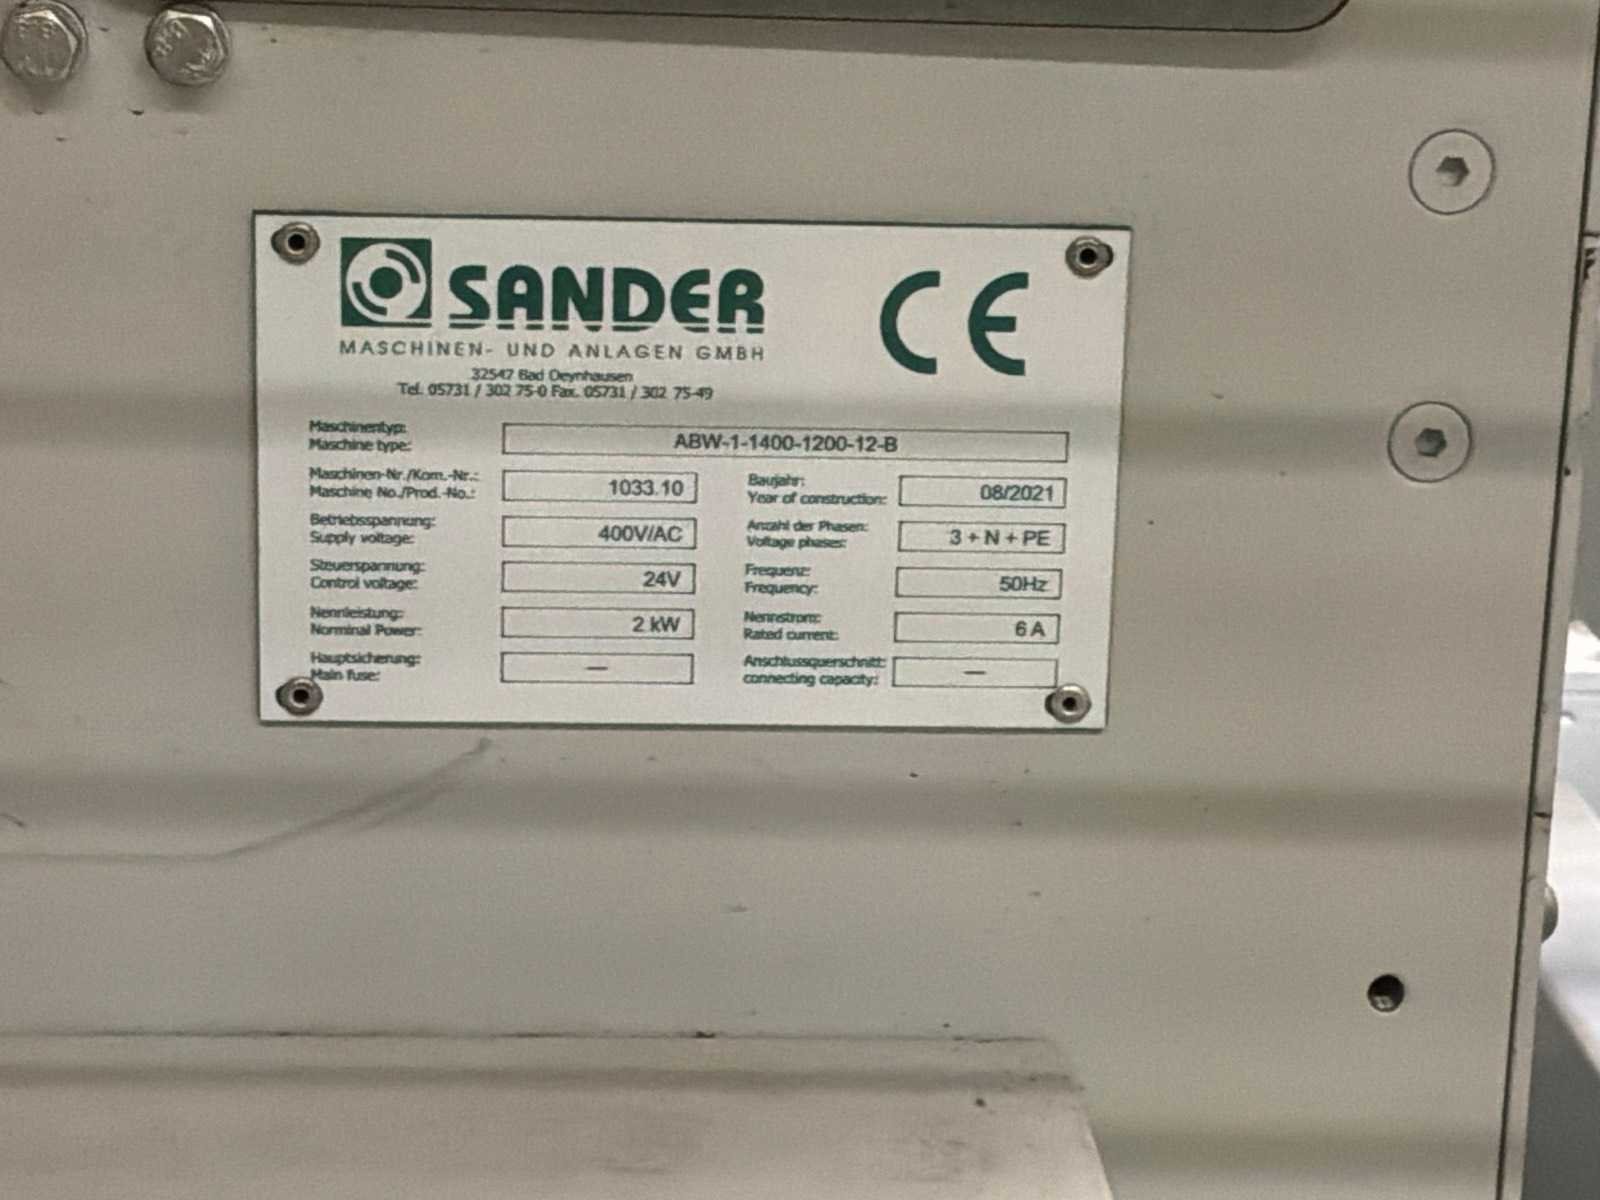 SANDER
MASCHINEN- UND ANLAGEN GMBH
32547 Bad Oeynhausen
Tel. 05731 / 302 75-0 Fax. 05731 / 302 75-49
CE
Maschinentyp:
Maschine type:
ABW-1-1400-1200-12-B
Maschinen-Nr./Kom.-Nr.:
Maschine No./Prod.-No.:
1033.10
Baujahr:
Year of construction:
08/2021
Betriebsspannung:
Supply voltage:
400V/AC
Anzahl der Phasen:
Voltage phases:
3 + N + PE
Steuerspannung:
Control voltage:
24V
Frequenz:
Frequency:
50Hz
Nennleistung:
Norminal Power:
2 kW
Nennstrom:
Rated current:
6 A
Hauptsicherung:
Main fuse:
—
Anschlussquerschnitt:
connecting capacity:
—